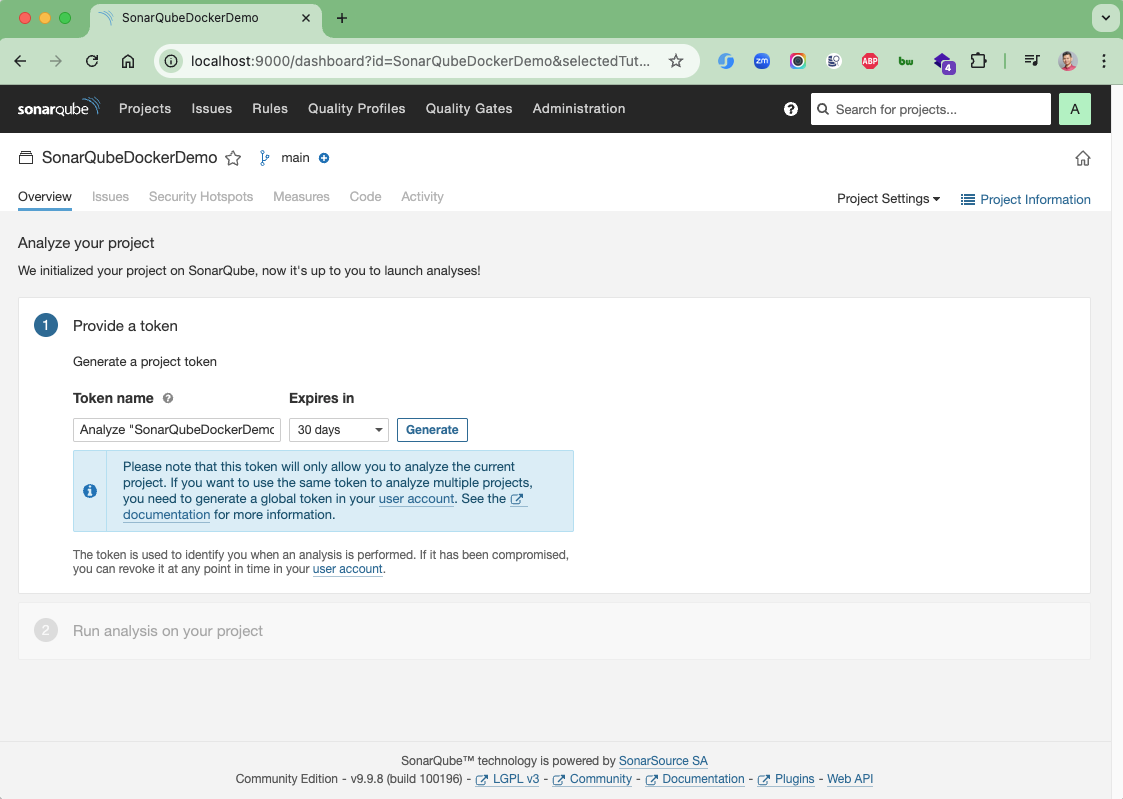 SonarQubeDockerDemo
localhost:9000/dashboard?id=SonarQubeDockerDemo&selectedTut...
zm
ABP
bw
4
sonarqube Projects Issues Rules Quality Profiles Quality Gates Administration ? Search for projects... A
SonarQubeDockerDemo main
Overview Issues Security Hotspots Measures Code Activity Project Settings Project Information
Analyze your project
We initialized your project on SonarQube, now it's up to you to launch analyses!
1 Provide a token
Generate a project token
Token name ? Expires in
Analyze "SonarQubeDockerDemo 30 days Generate
Please note that this token will only allow you to analyze the current
project. If you want to use the same token to analyze multiple projects,
you need to generate a global token in your user account. See the
documentation for more information.
The token is used to identify you when an analysis is performed. If it has been compromised,
you can revoke it at any point in time in your user account.
2 Run analysis on your project
SonarQube™ technology is powered by SonarSource SA
Community Edition - v9.9.8 (build 100196) - LGPL v3 - Community - Documentation - Plugins - Web API